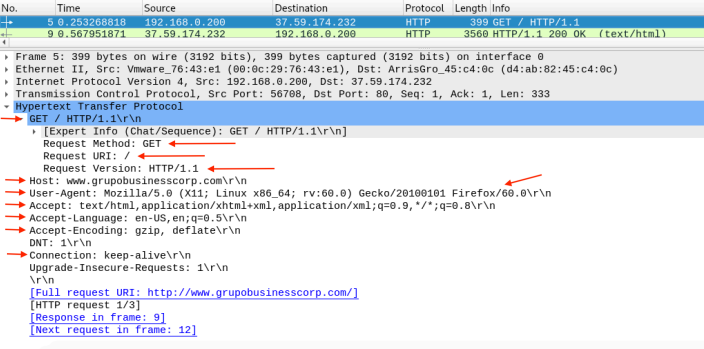 No. Time Source Destination Protocol Length Info
5 0.253268818 192.168.0.200 37.59.174.232 HTTP 399 GET / HTTP/1.1
9 0.567951871 37.59.174.232 192.168.0.200 HTTP 3560 HTTP/1.1 200 OK (text/html)
Frame 5: 399 bytes on wire (3192 bits), 399 bytes captured (3192 bits) on interface 0
Ethernet II, Src: Vmware_76:43:e1 (00:0c:29:76:43:e1), Dst: ArrisGro_45:c4:0c (d4:ab:82:45:c4:0c)
Internet Protocol Version 4, Src: 192.168.0.200, Dst: 37.59.174.232
Transmission Control Protocol, Src Port: 56708, Dst Port: 80, Seq: 1, Ack: 1, Len: 333
Hypertext Transfer Protocol
GET / HTTP/1.1\r\n
[Expert Info (Chat/Sequence): GET / HTTP/1.1\r\n]
Request Method: GET
Request URI: /
Request Version: HTTP/1.1
Host: www.grupobusinesscorp.com\r\n
User-Agent: Mozilla/5.0 (X11; Linux x86_64; rv:60.0) Gecko/20100101 Firefox/60.0\r\n
Accept: text/html,application/xhtml+xml,application/xml;q=0.9,*/*;q=0.8\r\n
Accept-Language: en-US,en;q=0.5\r\n
Accept-Encoding: gzip, deflate\r\n
DNT: 1\r\n
Connection: keep-alive\r\n
Upgrade-Insecure-Requests: 1\r\n
\r\n
[Full request URI: http://www.grupobusinesscorp.com/]
[HTTP request 1/3]
[Response in frame: 9]
[Next request in frame: 12]